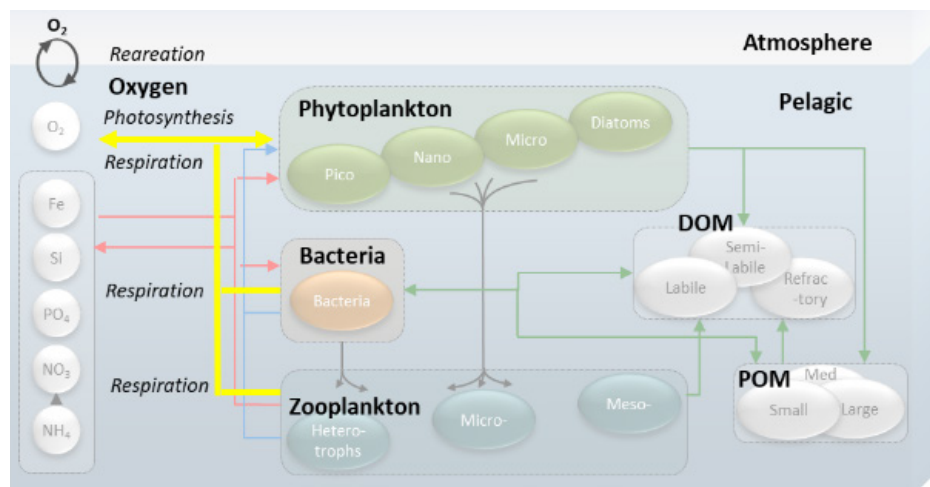 O₂
Reareation
Atmosphere
Oxygen
Pelagic
Photosynthesis
Phytoplankton
O₂
Respiration
Pico
Nano
Micro
Diatoms
Fe
SI
PO₄
NO₃
NH₄
DOM
Semi-
Labile
Labile
Refrac
-tory
Bacteria
Bacteria
Respiration
Respiration
Zooplankton
Hetero-
trophs
Micro-
Meso-
POM
Med
Small
Large